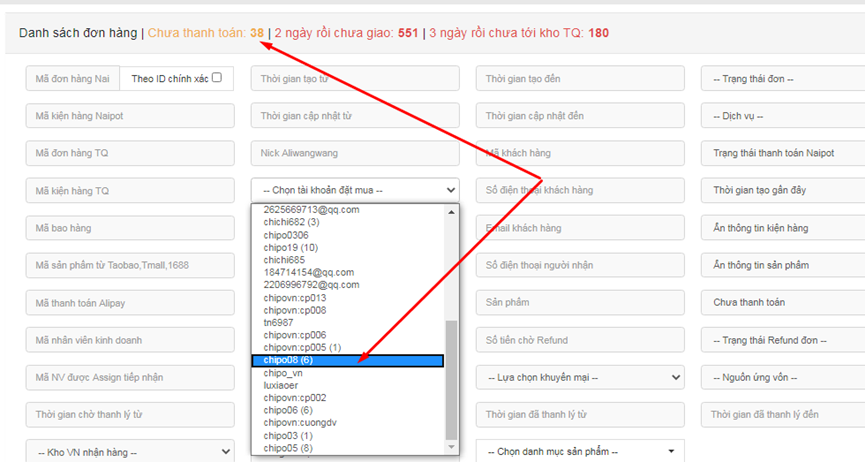 Danh sách đơn hàng | Chưa thanh toán: 38 | 2 ngày rồi chưa giao: 551 | 3 ngày rồi chưa tới kho TQ: 180
Mã đơn hàng Nai Theo ID chính xác Thời gian tạo từ Thời gian tạo đến -- Trạng thái đơn --
Mã kiện hàng Naipot Thời gian cập nhật từ Thời gian cập nhật đến -- Dịch vụ --
Mã đơn hàng TQ Nick Aliwangwang Mã khách hàng Trạng thái thanh toán Naipot
Mã kiện hàng TQ -- Chọn tài khoản đặt mua -- Số điện thoại khách hàng Thời gian tạo gần đây
2625669713@qq.com
chichi682 (3)
Mã bao hàng Email khách hàng Ẩn thông tin kiện hàng
chipo0306
chipo19 (10)
chichi685
Mã sản phẩm từ Taobao,Tmall,1688 Số điện thoại người nhận Ẩn thông tin sản phẩm
184714154@qq.com
2206996792@qq.com
chipovn:cp013
Mã thanh toán Alipay Sản phẩm Chưa thanh toán
chipovn:cp008
tn6987
chipovn:cp006
Mã nhân viên kinh doanh Số tiền chờ Refund -- Trạng thái Refund đơn --
chipovn:cp005 (1)
chipo08 (6)
chipo_vn
Mã NV được Assign tiếp nhận -- Lựa chọn khuyến mại -- -- Nguồn ứng vốn --
luxiaoer
chipovn:cp002
chipo06 (6)
Thời gian chờ thanh lý từ Thời gian đã thanh lý từ Thời gian đã thanh lý đến
chipovn:cuongdv
chipo03 (1)
chipo05 (8)
-- Kho VN nhận hàng -- -- Chọn danh mục sản phẩm --